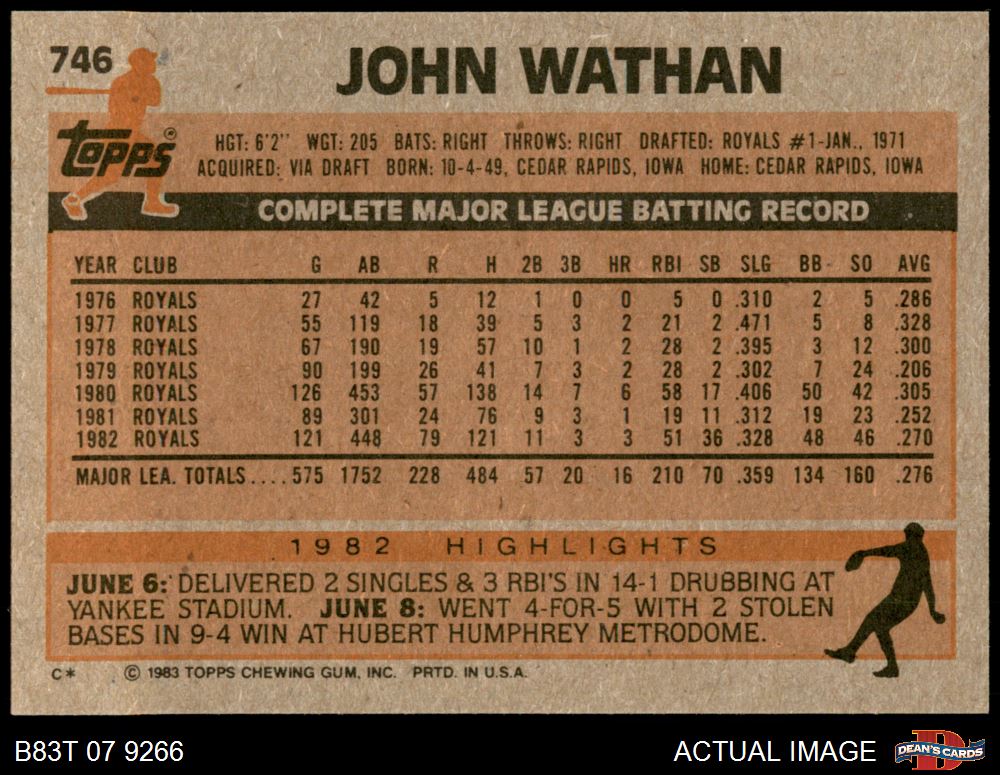 746
JOHN WATHAN
Topps®
HGT: 6'2" WGT: 205 BATS: RIGHT THROWS: RIGHT DRAFTED: ROYALS #1-JAN., 1971
ACQUIRED: VIA DRAFT BORN: 10-4-49, CEDAR RAPIDS, IOWA HOME: CEDAR RAPIDS, IOWA
COMPLETE MAJOR LEAGUE BATTING RECORD
YEAR CLUB G AB R H 2B 3B HR RBI SB SLG BB SO AVG
1976 ROYALS 27 42 5 12 1 0 0 5 0 .310 2 5 .286
1977 ROYALS 55 119 18 39 5 3 2 21 2 .471 5 8 .328
1978 ROYALS 67 190 19 57 10 1 2 28 2 .395 3 12 .300
1979 ROYALS 90 199 26 41 7 3 2 28 2 .302 7 24 .206
1980 ROYALS 126 453 57 138 14 7 6 58 17 .406 50 42 .305
1981 ROYALS 89 301 24 76 9 3 1 19 11 .312 19 23 .252
1982 ROYALS 121 448 79 121 11 3 3 51 36 .328 48 46 .270
MAJOR LEA. TOTALS....575 1752 228 484 57 20 16 210 70 .359 134 160 .276
1982 HIGHLIGHTS
JUNE 6: DELIVERED 2 SINGLES & 3 RBI'S IN 14-1 DRUBBING AT
YANKEE STADIUM. JUNE 8: WENT 4-FOR-5 WITH 2 STOLEN
BASES IN 9-4 WIN AT HUBERT HUMPHREY METRODOME.
C* © 1983 TOPPS CHEWING GUM, INC. PRTD. IN U.S.A.
B83T 07 9266
ACTUAL IMAGE
D
DEAN'S CARDS